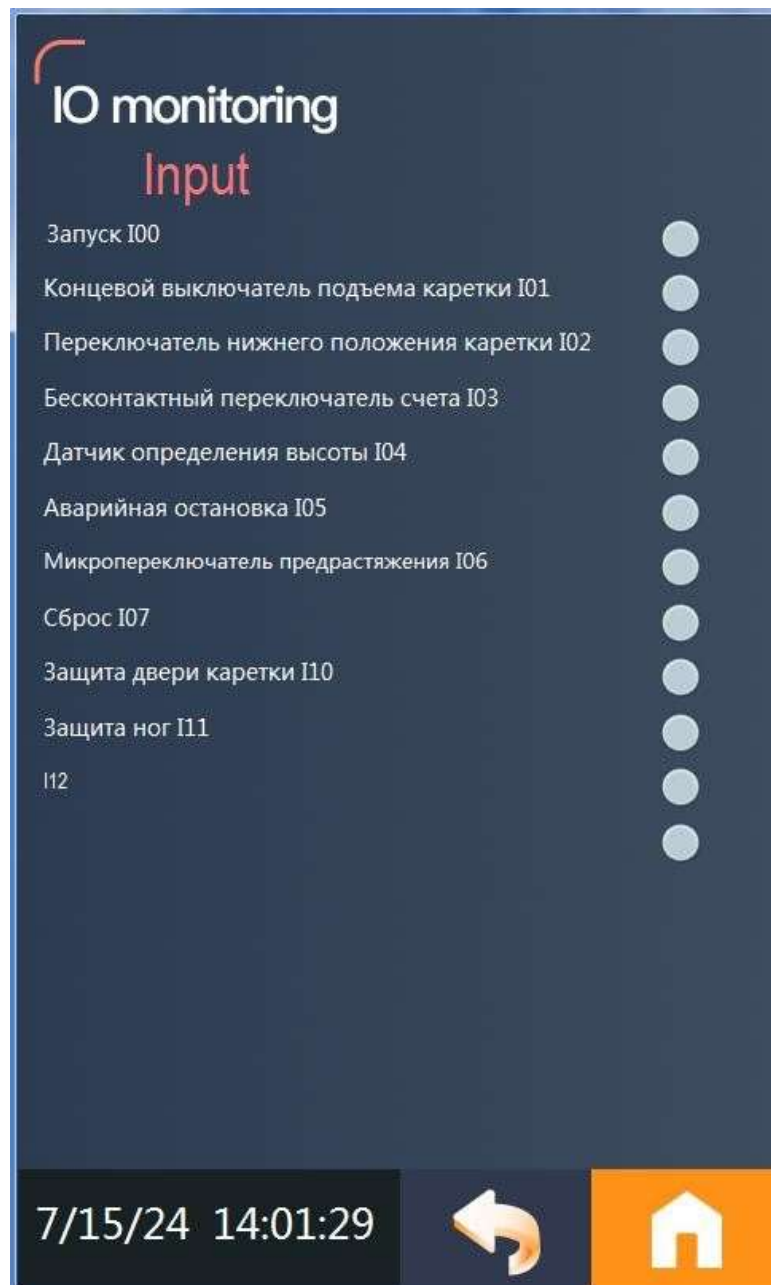 IO monitoring
Input
Запуск I00
Концевой выключатель подъема каретки I01
Переключатель нижнего положения каретки I02
Бесконтактный переключатель счета I03
Датчик определения высоты I04
Аварийная остановка I05
Микропереключатель предрастяжения I06
Сброс I07
Защита двери каретки I10
Защита ног I11
I12
7/15/24 14:01:29